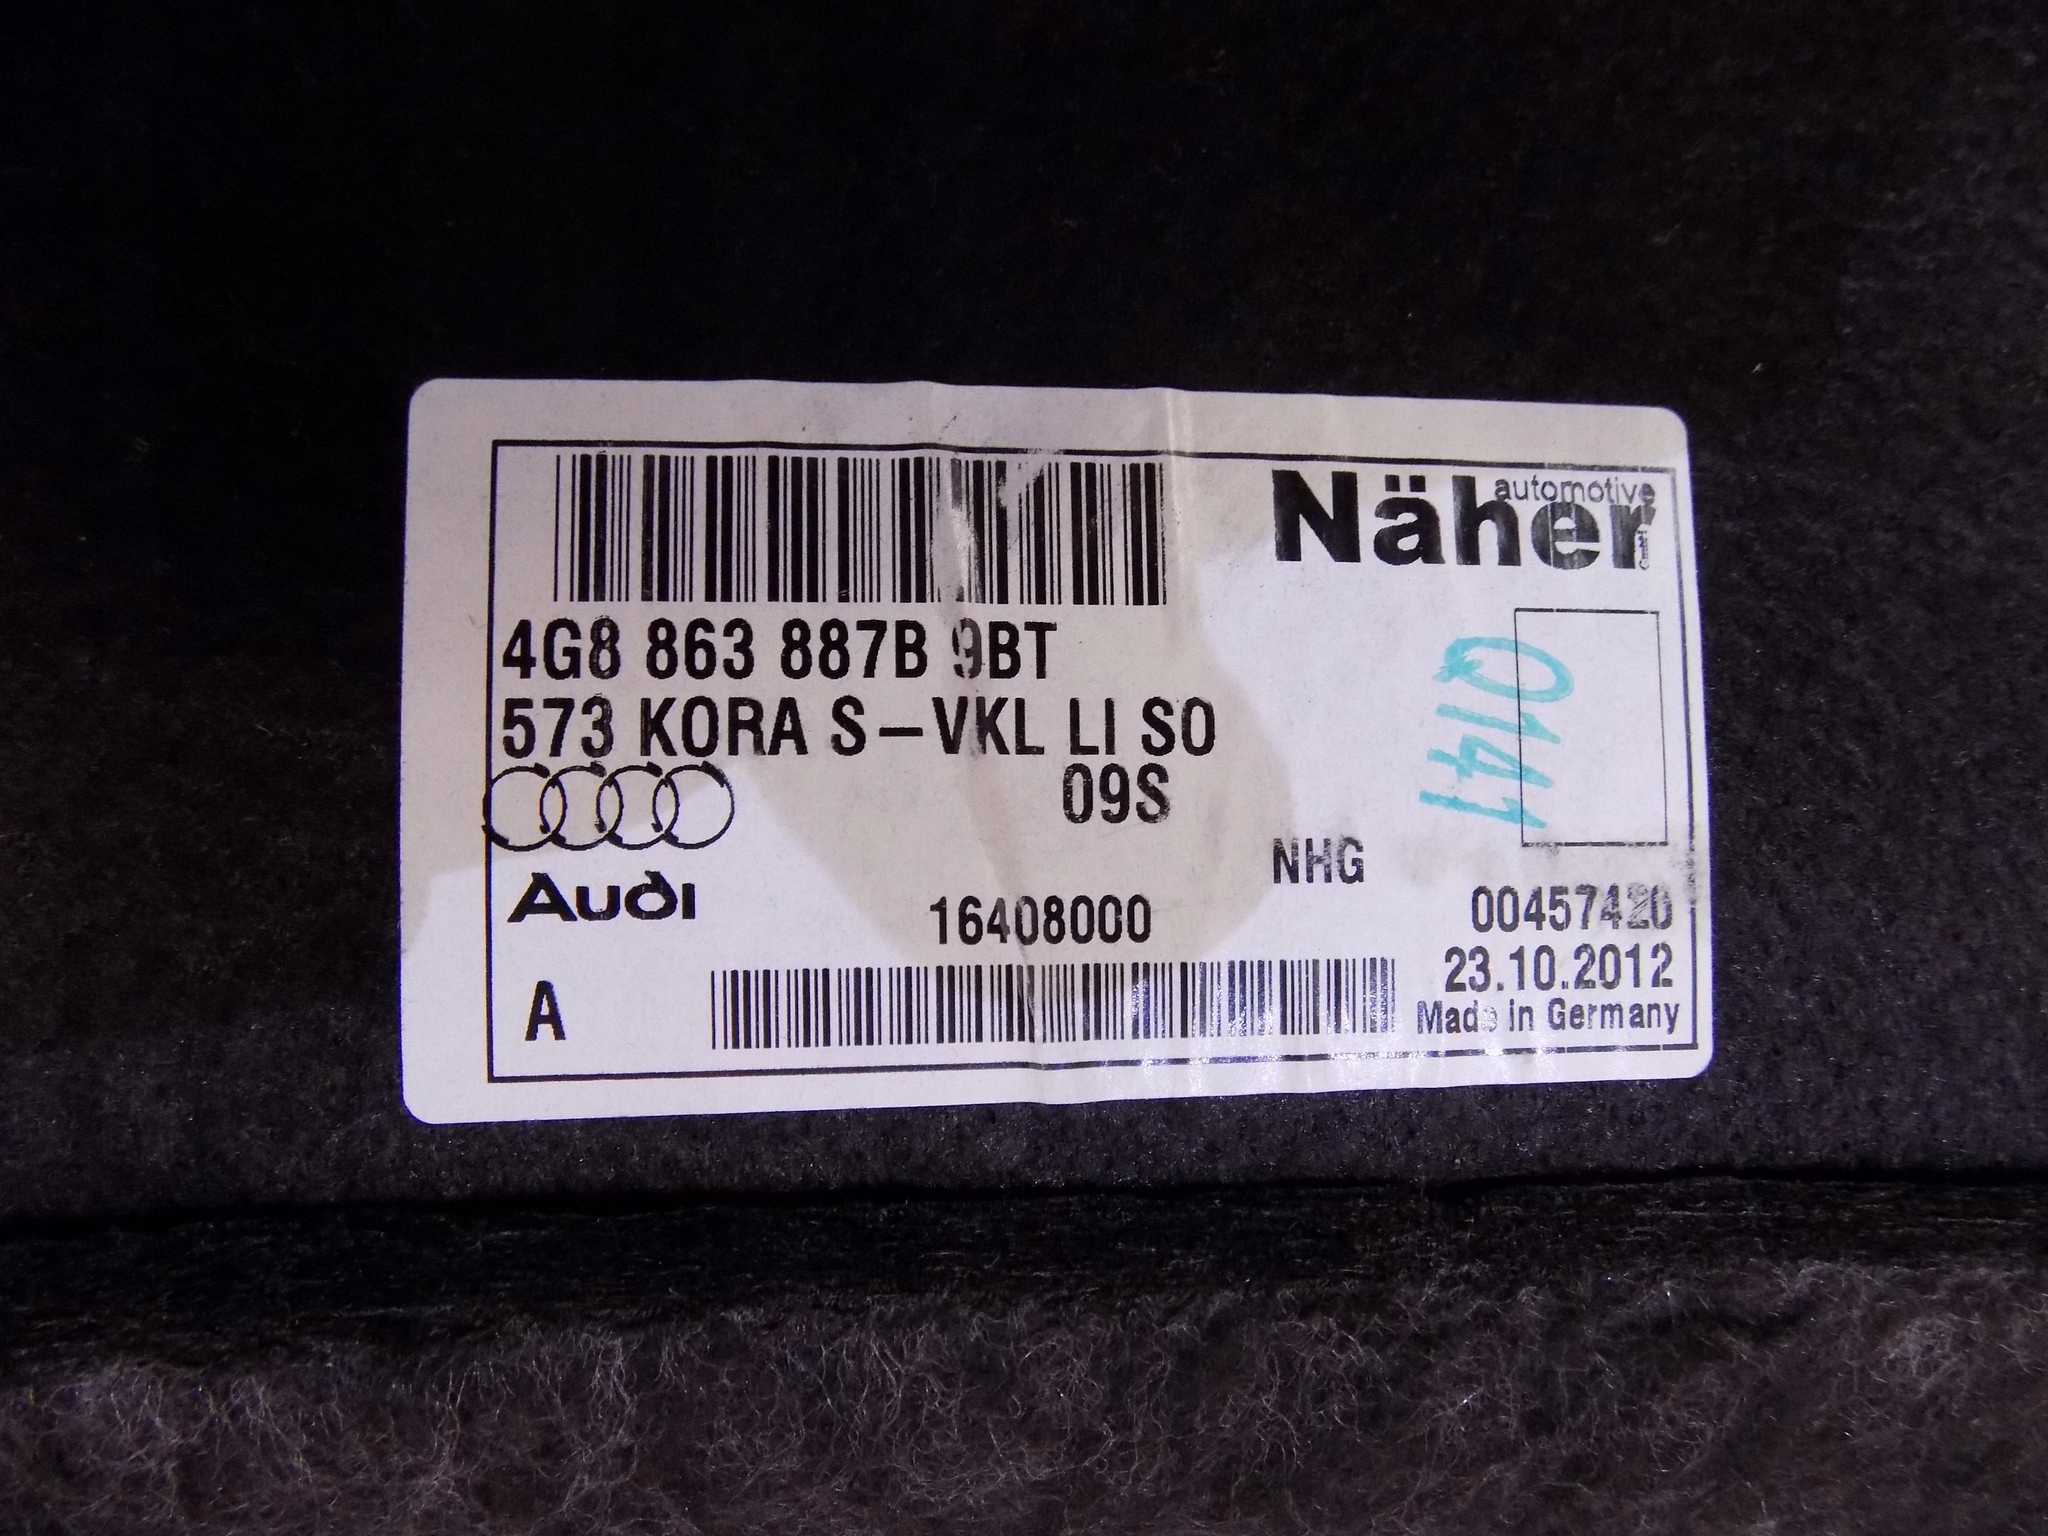 Näher
automotive
4G8 863 887B 9BT
573 KORA S-VKL LI SO
09S
0141
NHG
Audi
16408000
00457420
23.10.2012
A
Made in Germany